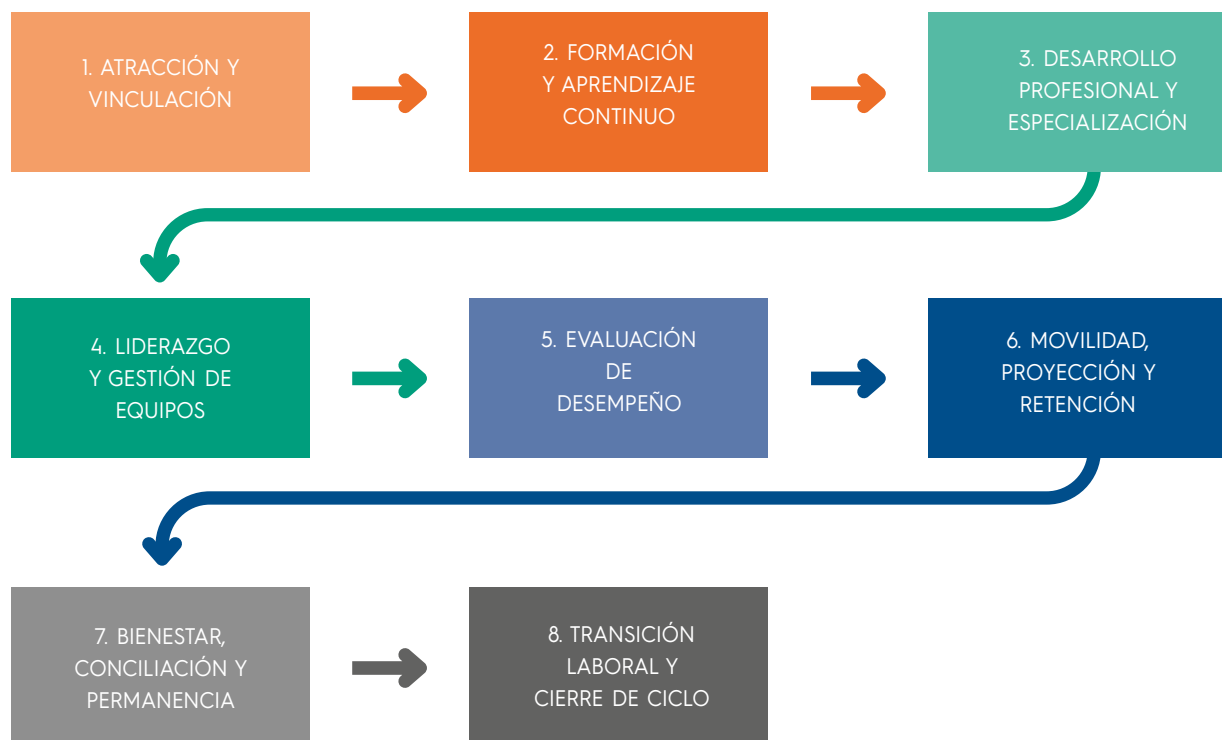 1. ATRACCIÓN Y
VINCULACIÓN
2. FORMACIÓN
Y APRENDIZAJE
CONTINUO
3. DESARROLLO
PROFESIONAL Y
ESPECIALIZACIÓN
4. LIDERAZGO
Y GESTIÓN DE
EQUIPOS
5. EVALUACIÓN
DE
DESEMPEÑO
6. MOVILIDAD,
PROYECCIÓN Y
RETENCIÓN
7. BIENESTAR,
CONCILIACIÓN Y
PERMANENCIA
8. TRANSICIÓN
LABORAL Y
CIERRE DE CICLO